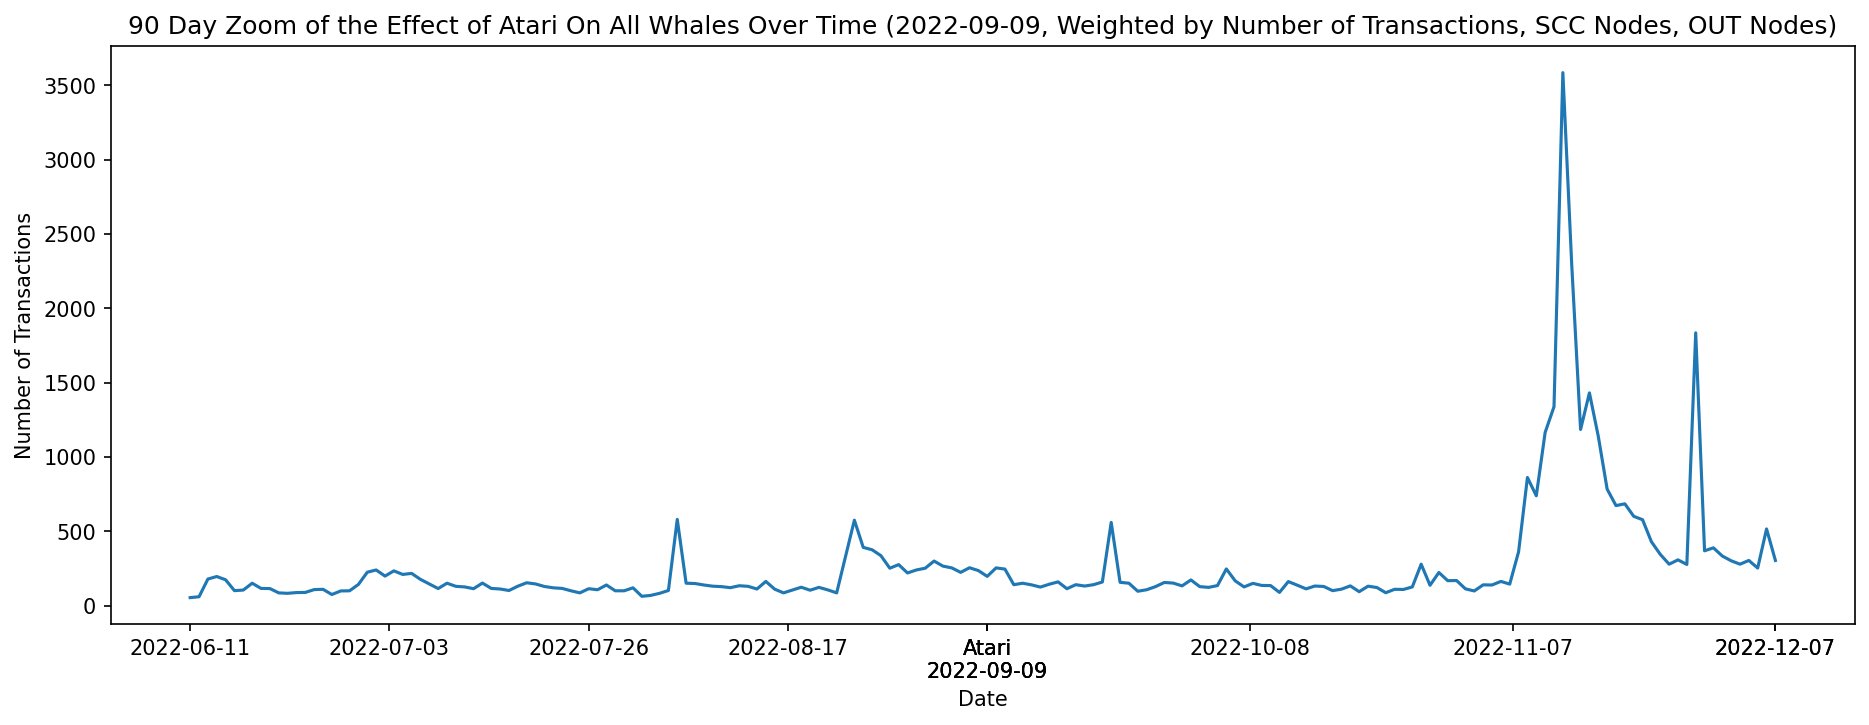 90 Day Zoom of the Effect of Atari On All Whales Over Time (2022-09-09, Weighted by Number of Transactions, SCC Nodes, OUT Nodes)
3500
3000
2500
2000
1500
1000
500
0
Number of Transactions
2022-06-11 2022-07-03 2022-07-26 2022-08-17 Atari 2022-10-08 2022-11-07 2022-12-07
2022-09-09
Date